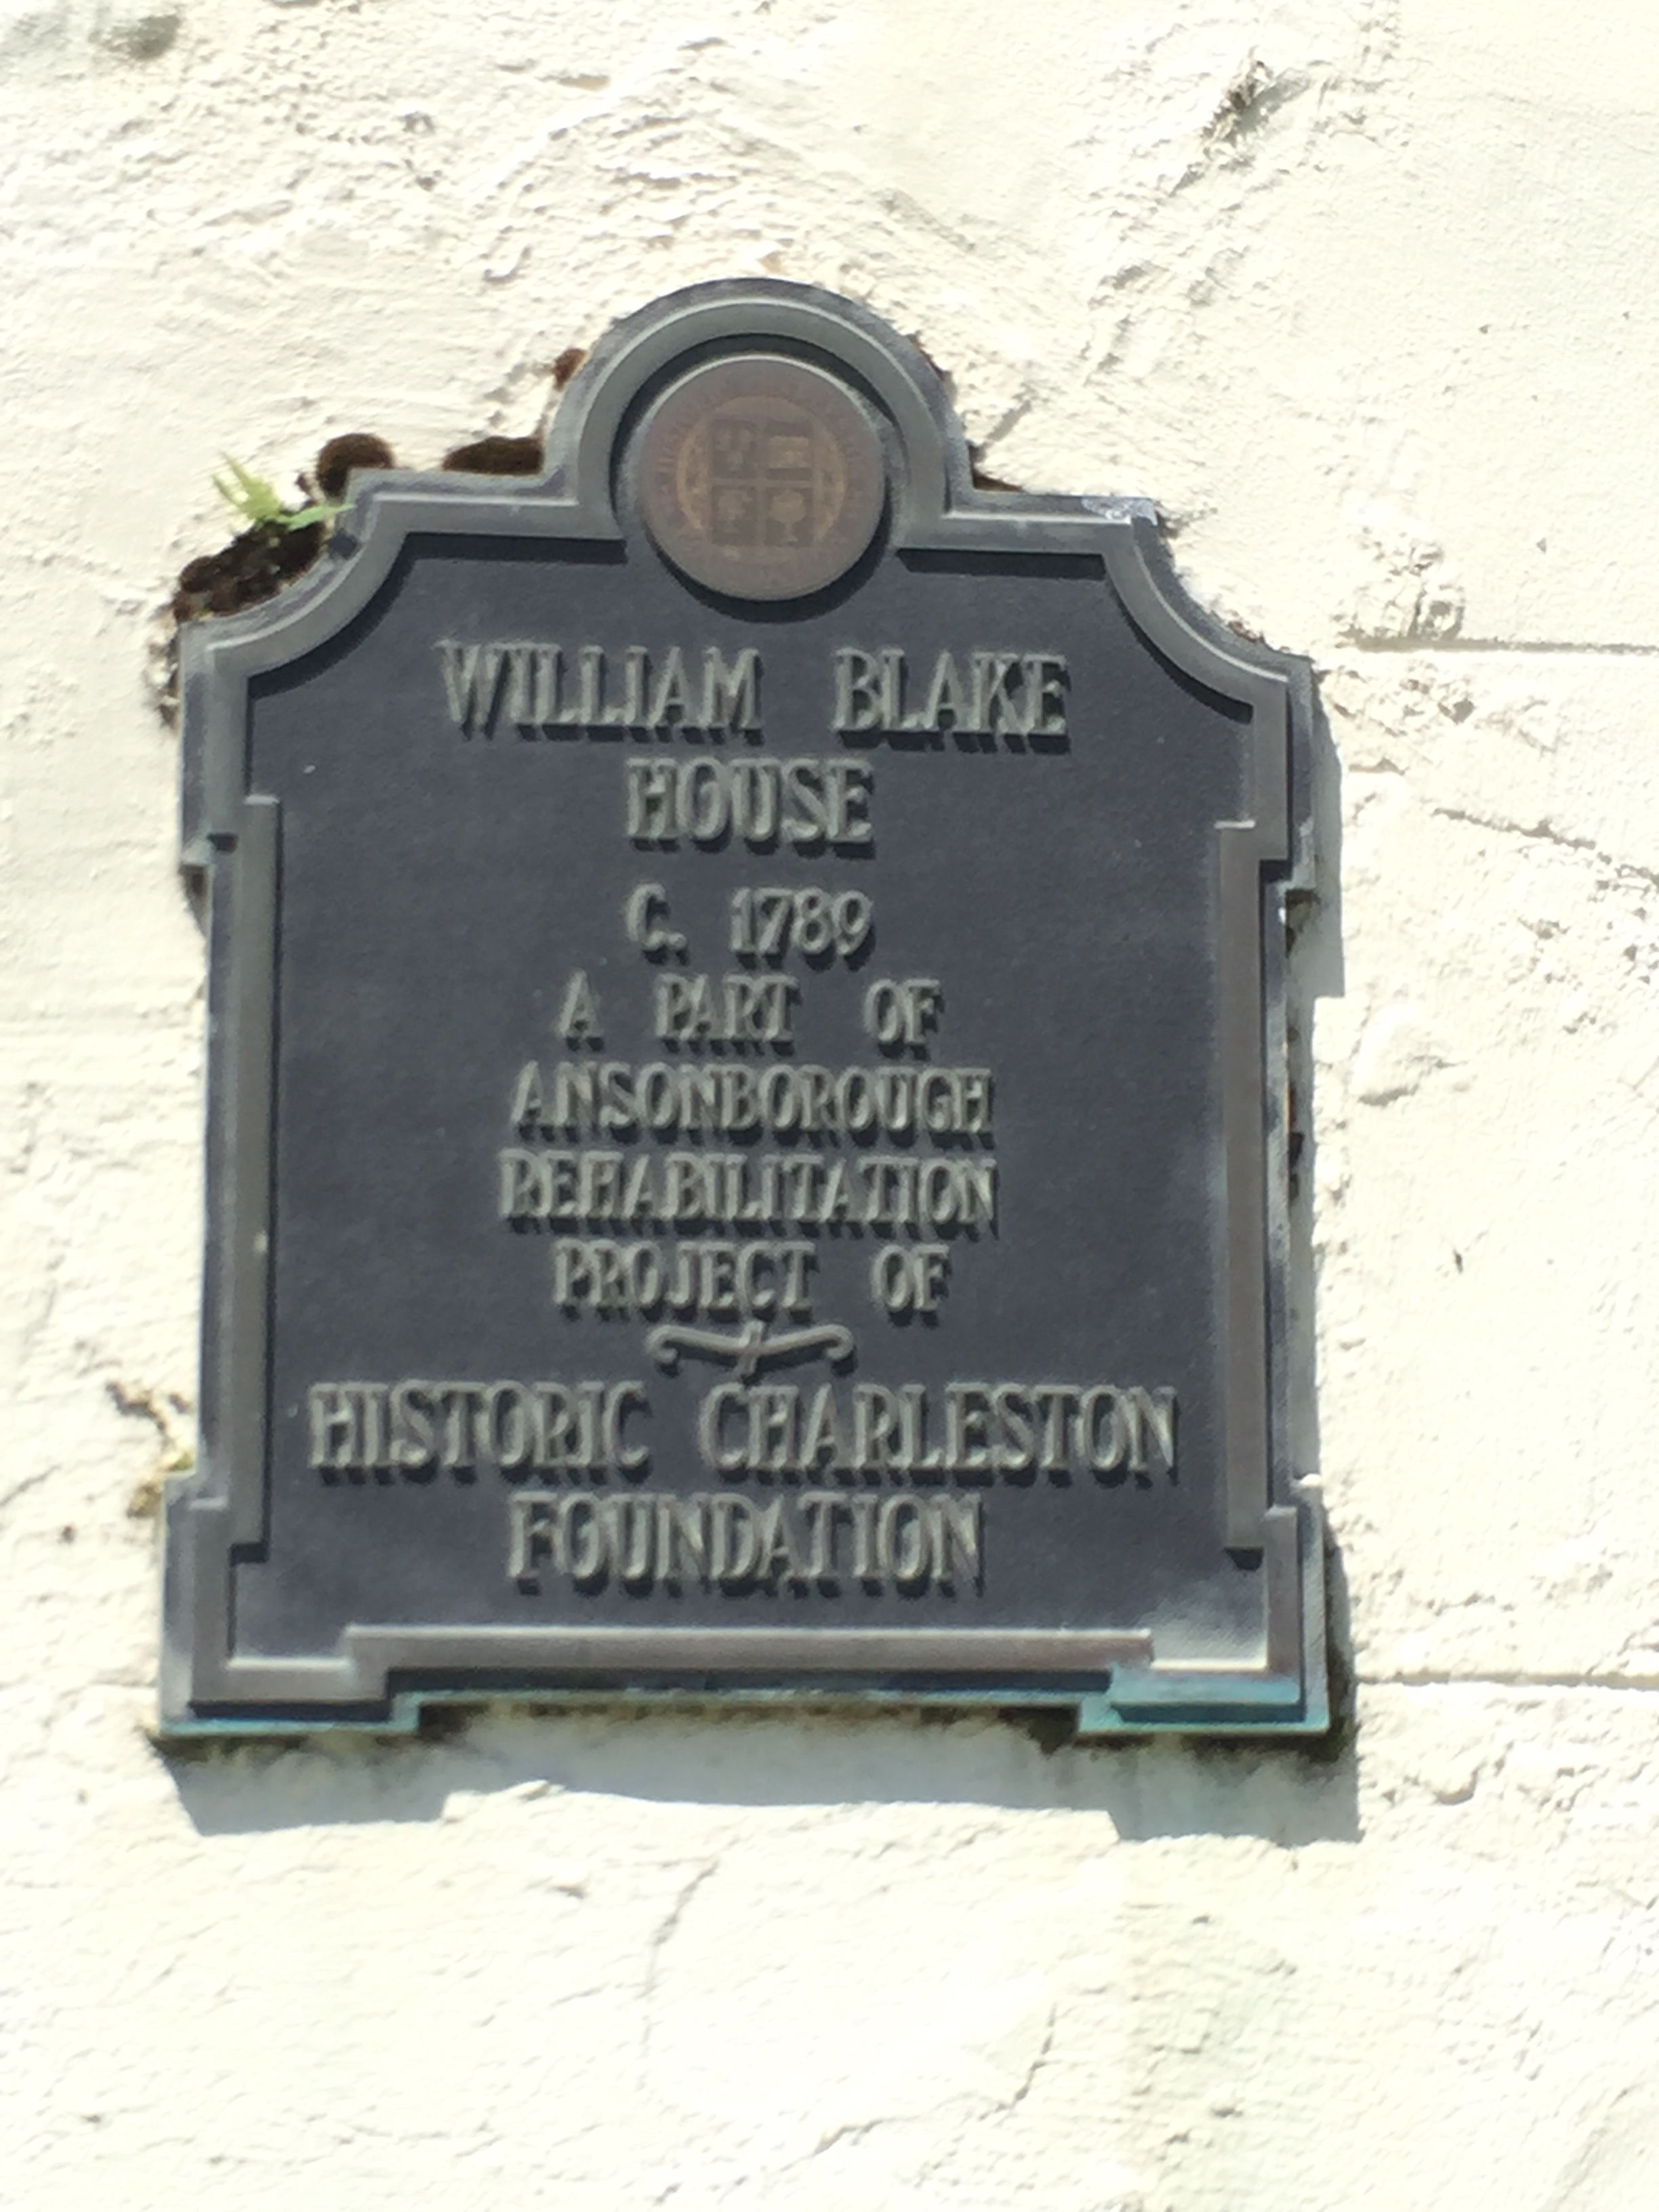 WILLIAM BLAKE
HOUSE
C. 1789
A PART OF
ANSONBOROUGH
REHABILITATION
PROJECT OF
HISTORIC CHARLESTON
FOUNDATION